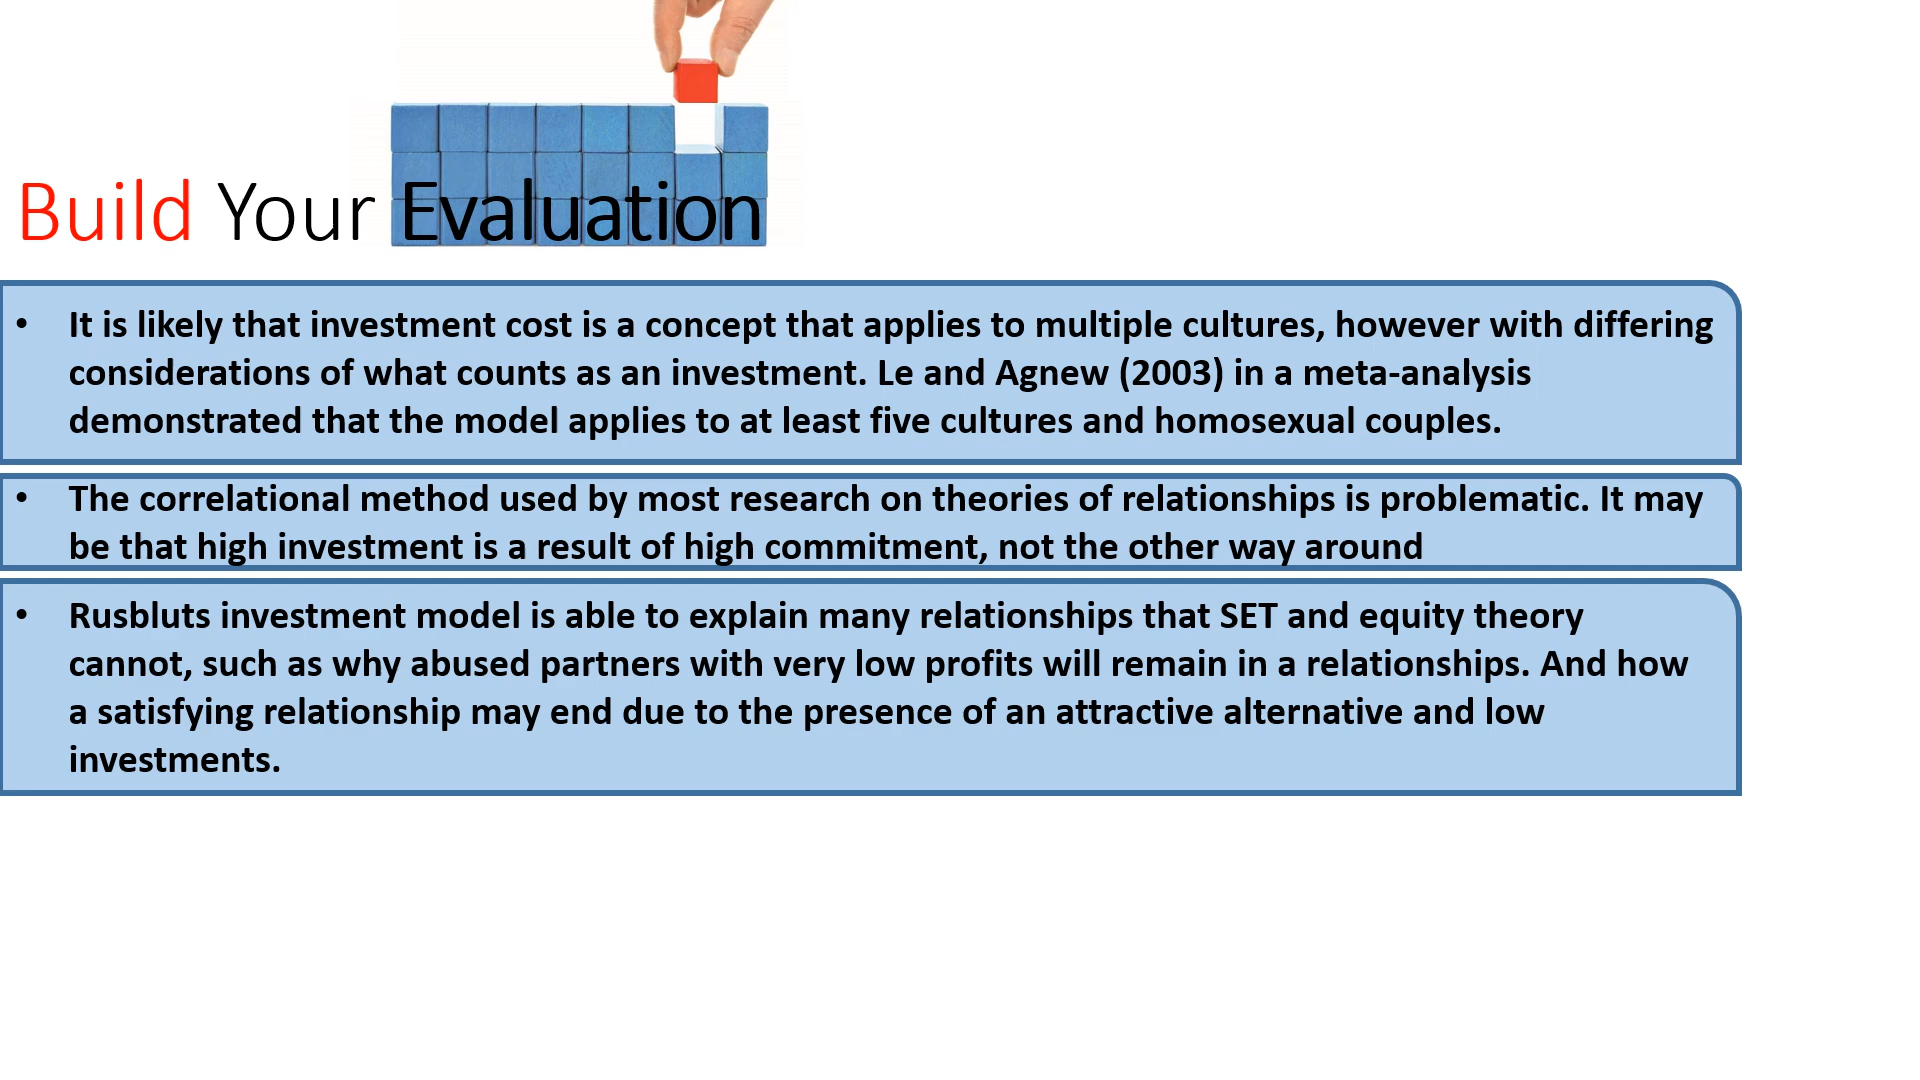 Build Your Evaluation
• It is likely that investment cost is a concept that applies to multiple cultures, however with differing
considerations of what counts as an investment. Le and Agnew (2003) in a meta-analysis
demonstrated that the model applies to at least five cultures and homosexual couples.
• The correlational method used by most research on theories of relationships is problematic. It may
be that high investment is a result of high commitment, not the other way around
• Rusbluts investment model is able to explain many relationships that SET and equity theory
cannot, such as why abused partners with very low profits will remain in a relationships. And how
a satisfying relationship may end due to the presence of an attractive alternative and low
investments.